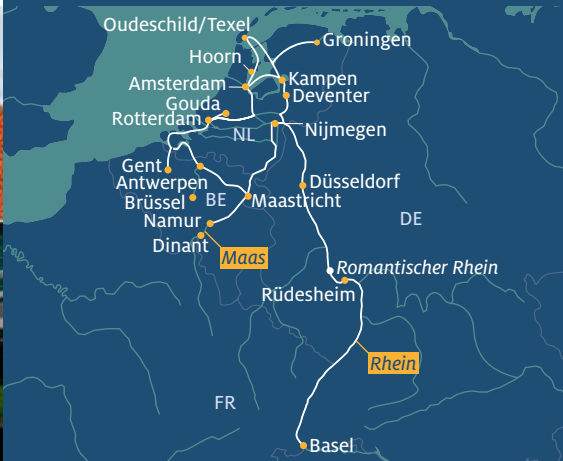 Oudeschild/Texel
Groningen
Hoorn
Kampen
Amsterdam
Deventer
Gouda
Rotterdam
NL
Nijmegen
Gent
Antwerpen
Düsseldorf
Brüssel
BE
Maastricht
Namur
DE
Dinant
Maas
Romantischer Rhein
Rüdesheim
Rhein
FR
Basel